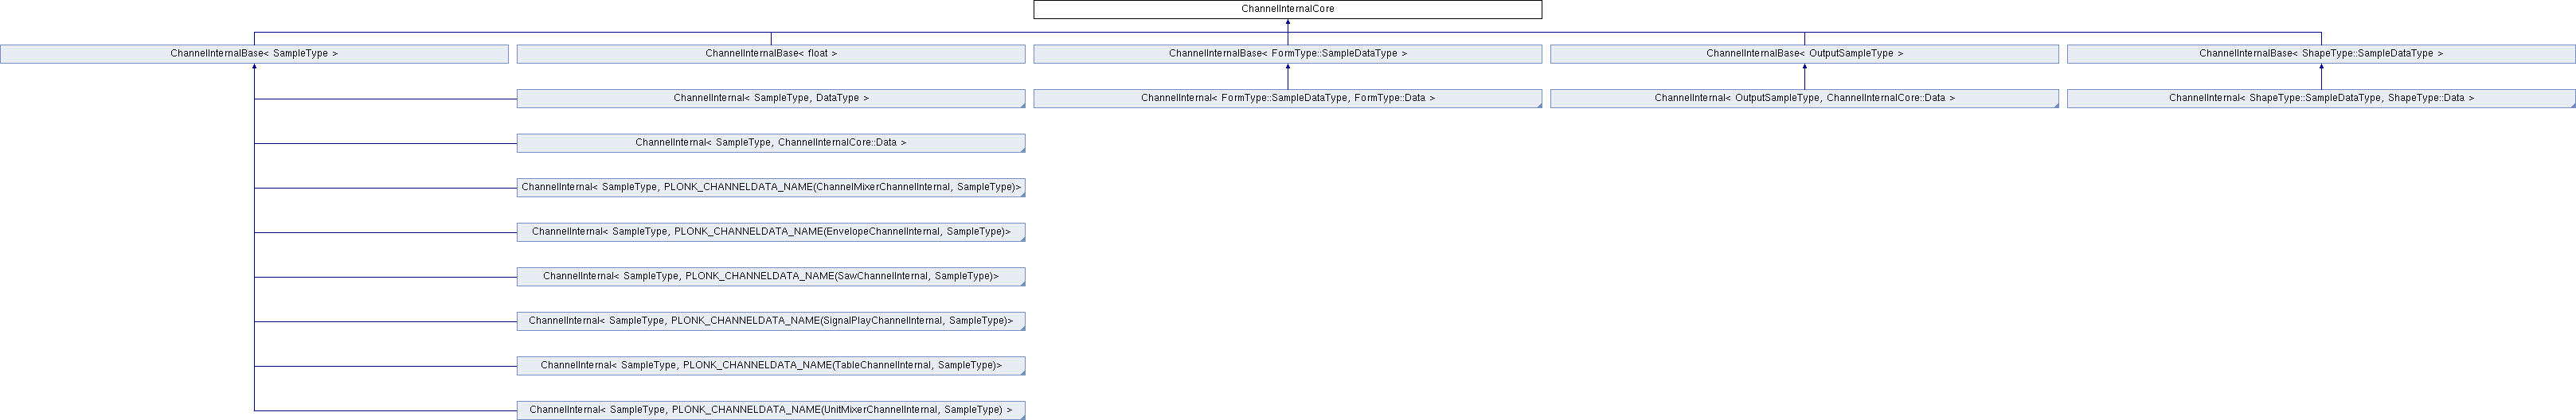 ChannelInternalCore
ChannelInternalBase< SampleType >
ChannelInternalBase< float >
ChannelInternalBase< FormType::SampleDataType >
ChannelInternalBase< OutputSampleType >
ChannelInternalBase< ShapeType::SampleDataType >
ChannelInternal< SampleType, DataType >
ChannelInternal< FormType::SampleDataType, FormType::Data >
ChannelInternal< OutputSampleType, ChannelInternalCore::Data >
ChannelInternal< ShapeType::SampleDataType, ShapeType::Data >
ChannelInternal< SampleType, ChannelInternalCore::Data >
ChannelInternal< SampleType, PLONK_CHANNELDATA_NAME(ChannelMixerChannelInternal, SampleType)>
ChannelInternal< SampleType, PLONK_CHANNELDATA_NAME(EnvelopeChannelInternal, SampleType)>
ChannelInternal< SampleType, PLONK_CHANNELDATA_NAME(SawChannelInternal, SampleType)>
ChannelInternal< SampleType, PLONK_CHANNELDATA_NAME(SignalPlayChannelInternal, SampleType)>
ChannelInternal< SampleType, PLONK_CHANNELDATA_NAME(TableChannelInternal, SampleType)>
ChannelInternal< SampleType, PLONK_CHANNELDATA_NAME(UnitMixerChannelInternal, SampleType) >